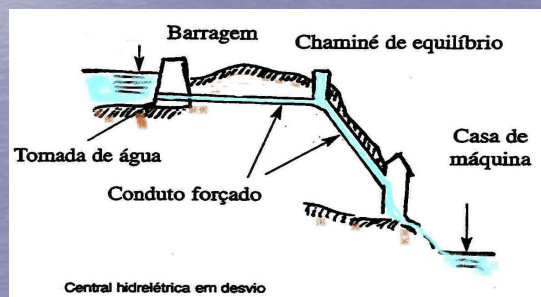 Barragem
Chaminé de equilíbrio
Tomada de água
Conduto forçado
Casa de
máquina
Central hidrelétrica em desvio